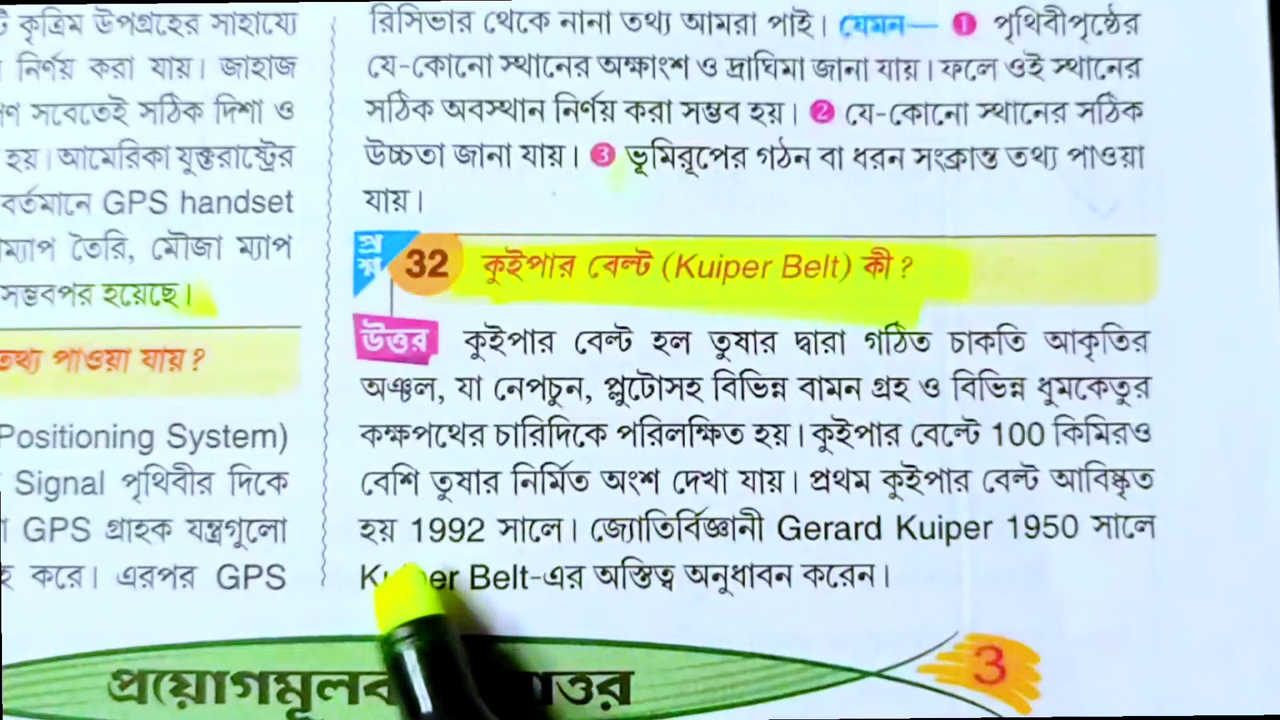 কৃত্রিম উপগ্রহের সাহায্যে
নির্ণয় করা যায়। জাহাজ
সবেতেই সঠিক দিশা ও
হয়। আমেরিকা যুক্তরাষ্ট্রের
বর্তমানে GPS handset
ম্যাপ তৈরি, মৌজা ম্যাপ
সম্ভবপর হয়েছে।
তথ্য পাওয়া যায় ?
Positioning System)
Signal পৃথিবীর দিকে
GPS গ্রাহক যন্ত্রগুলো
করে। এরপর GPS
রিসিভার থেকে নানা তথ্য আমরা পাই। যেমন— 1 পৃথিবীপৃষ্ঠের
যে-কোনো স্থানের অক্ষাংশ ও দ্রাঘিমা জানা যায়। ফলে ওই স্থানের
সঠিক অবস্থান নির্ণয় করা সম্ভব হয়। 2 যে-কোনো স্থানের সঠিক
উচ্চতা জানা যায়। 3 ভূমিরূপের গঠন বা ধরন সংক্রান্ত তথ্য পাওয়া
যায়।
প্রশ্ন 32 কুইপার বেল্ট (Kuiper Belt) কী ?
উত্তর কুইপার বেল্ট হল তুষার দ্বারা গঠিত চাকতি আকৃতির
অঞ্চল, যা নেপচুন, প্লুটোসহ বিভিন্ন বামন গ্রহ ও বিভিন্ন ধুমকেতুর
কক্ষপথের চারিদিকে পরিলক্ষিত হয়। কুইপার বেল্টে 100 কিমিরও
বেশি তুষার নির্মিত অংশ দেখা যায়। প্রথম কুইপার বেল্ট আবিষ্কৃত
হয় 1992 সালে। জ্যোতির্বিজ্ঞানী Gerard Kuiper 1950 সালে
Belt-এর অস্তিত্ব অনুধাবন করেন।
3